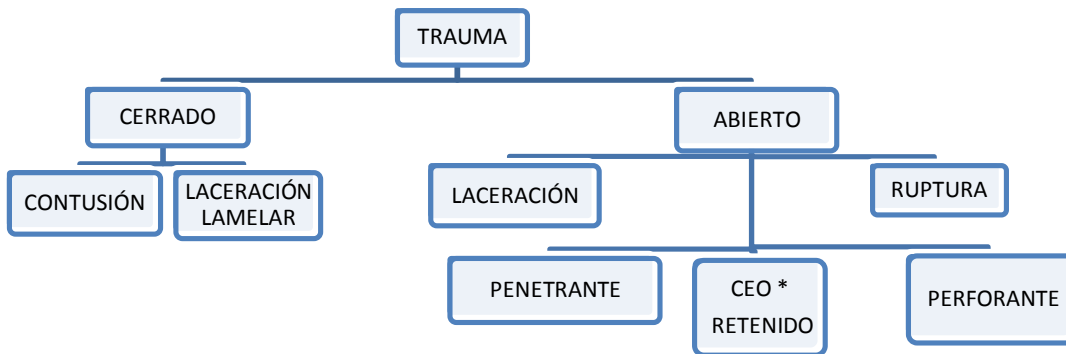 TRAUMA
CERRADO
ABIERTO
CONTUSIÓN
LACERACIÓN
LAMELAR
LACERACIÓN
RUPTURA
PENETRANTE
CEO *
RETENIDO
PERFORANTE